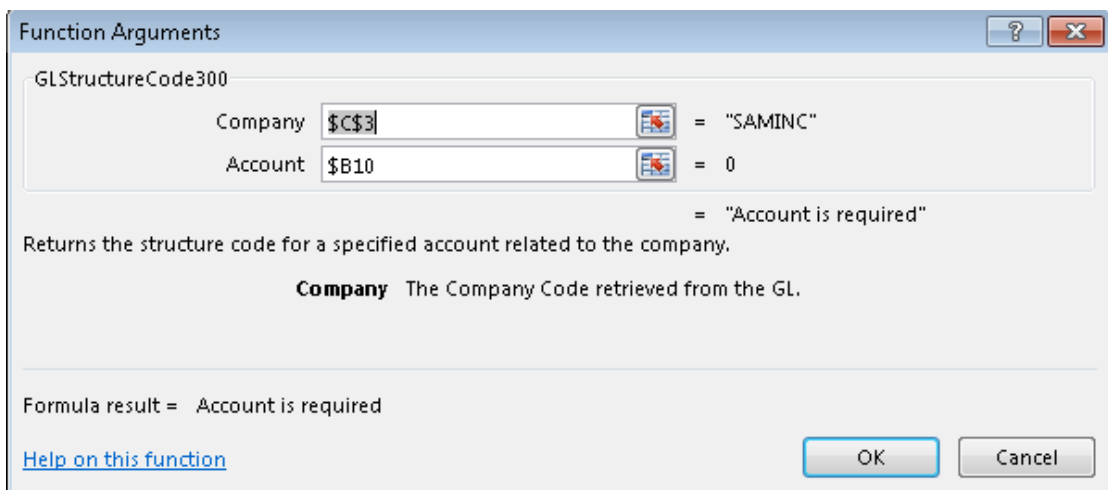 Function Arguments
?
GLStructureCode300
Company $C$3 = "SAMINC"
Account $B10 = 0
= "Account is required"
Returns the structure code for a specified account related to the company.
Company The Company Code retrieved from the GL.
Formula result = Account is required
Help on this function OK Cancel